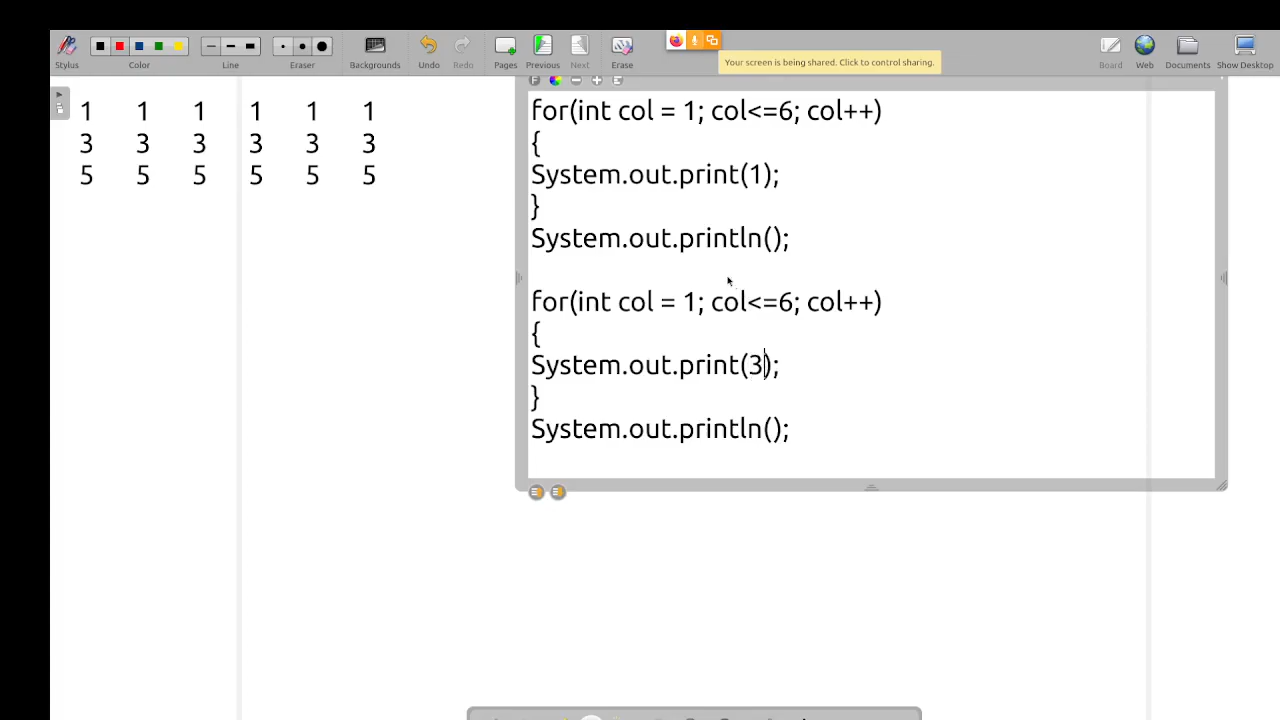 Stylus
Color
Line
Eraser
Backgrounds
Undo
Redo
Pages
Previous
Next
Erase
Your screen is being shared. Click to control sharing.
Board
Web
Documents
Show Desktop
1 1 1 1 1 1
3 3 3 3 3 3
5 5 5 5 5 5
for(int col = 1; col<=6; col++)
{
System.out.print(1);
}
System.out.println();
for(int col = 1; col<=6; col++)
{
System.out.print(3);
}
System.out.println();